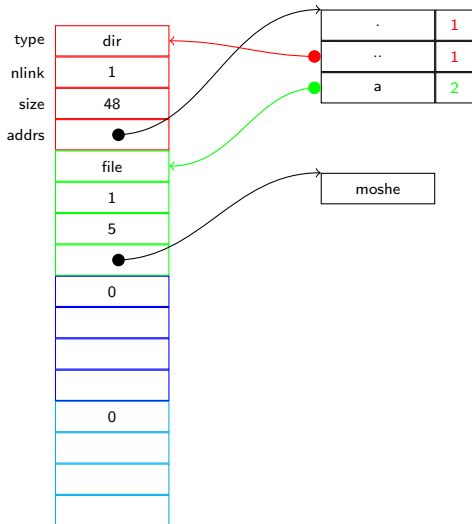 type dir
nlink 1
size 48
addrs
file
1
5
0
0
. 1
.. 1
a 2
moshe